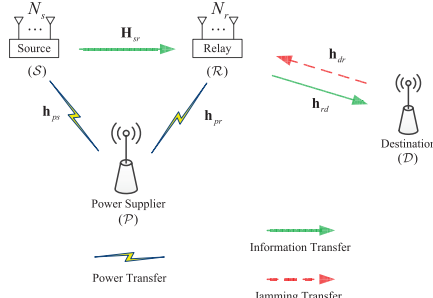 N_s N_r
... ...
Source H_sr Relay h_dr
(S) (R)
h_rd
h_ps h_pr
Destination
(D)
Power Supplier
(P)
Information Transfer
Power Transfer
Jamming Transfer